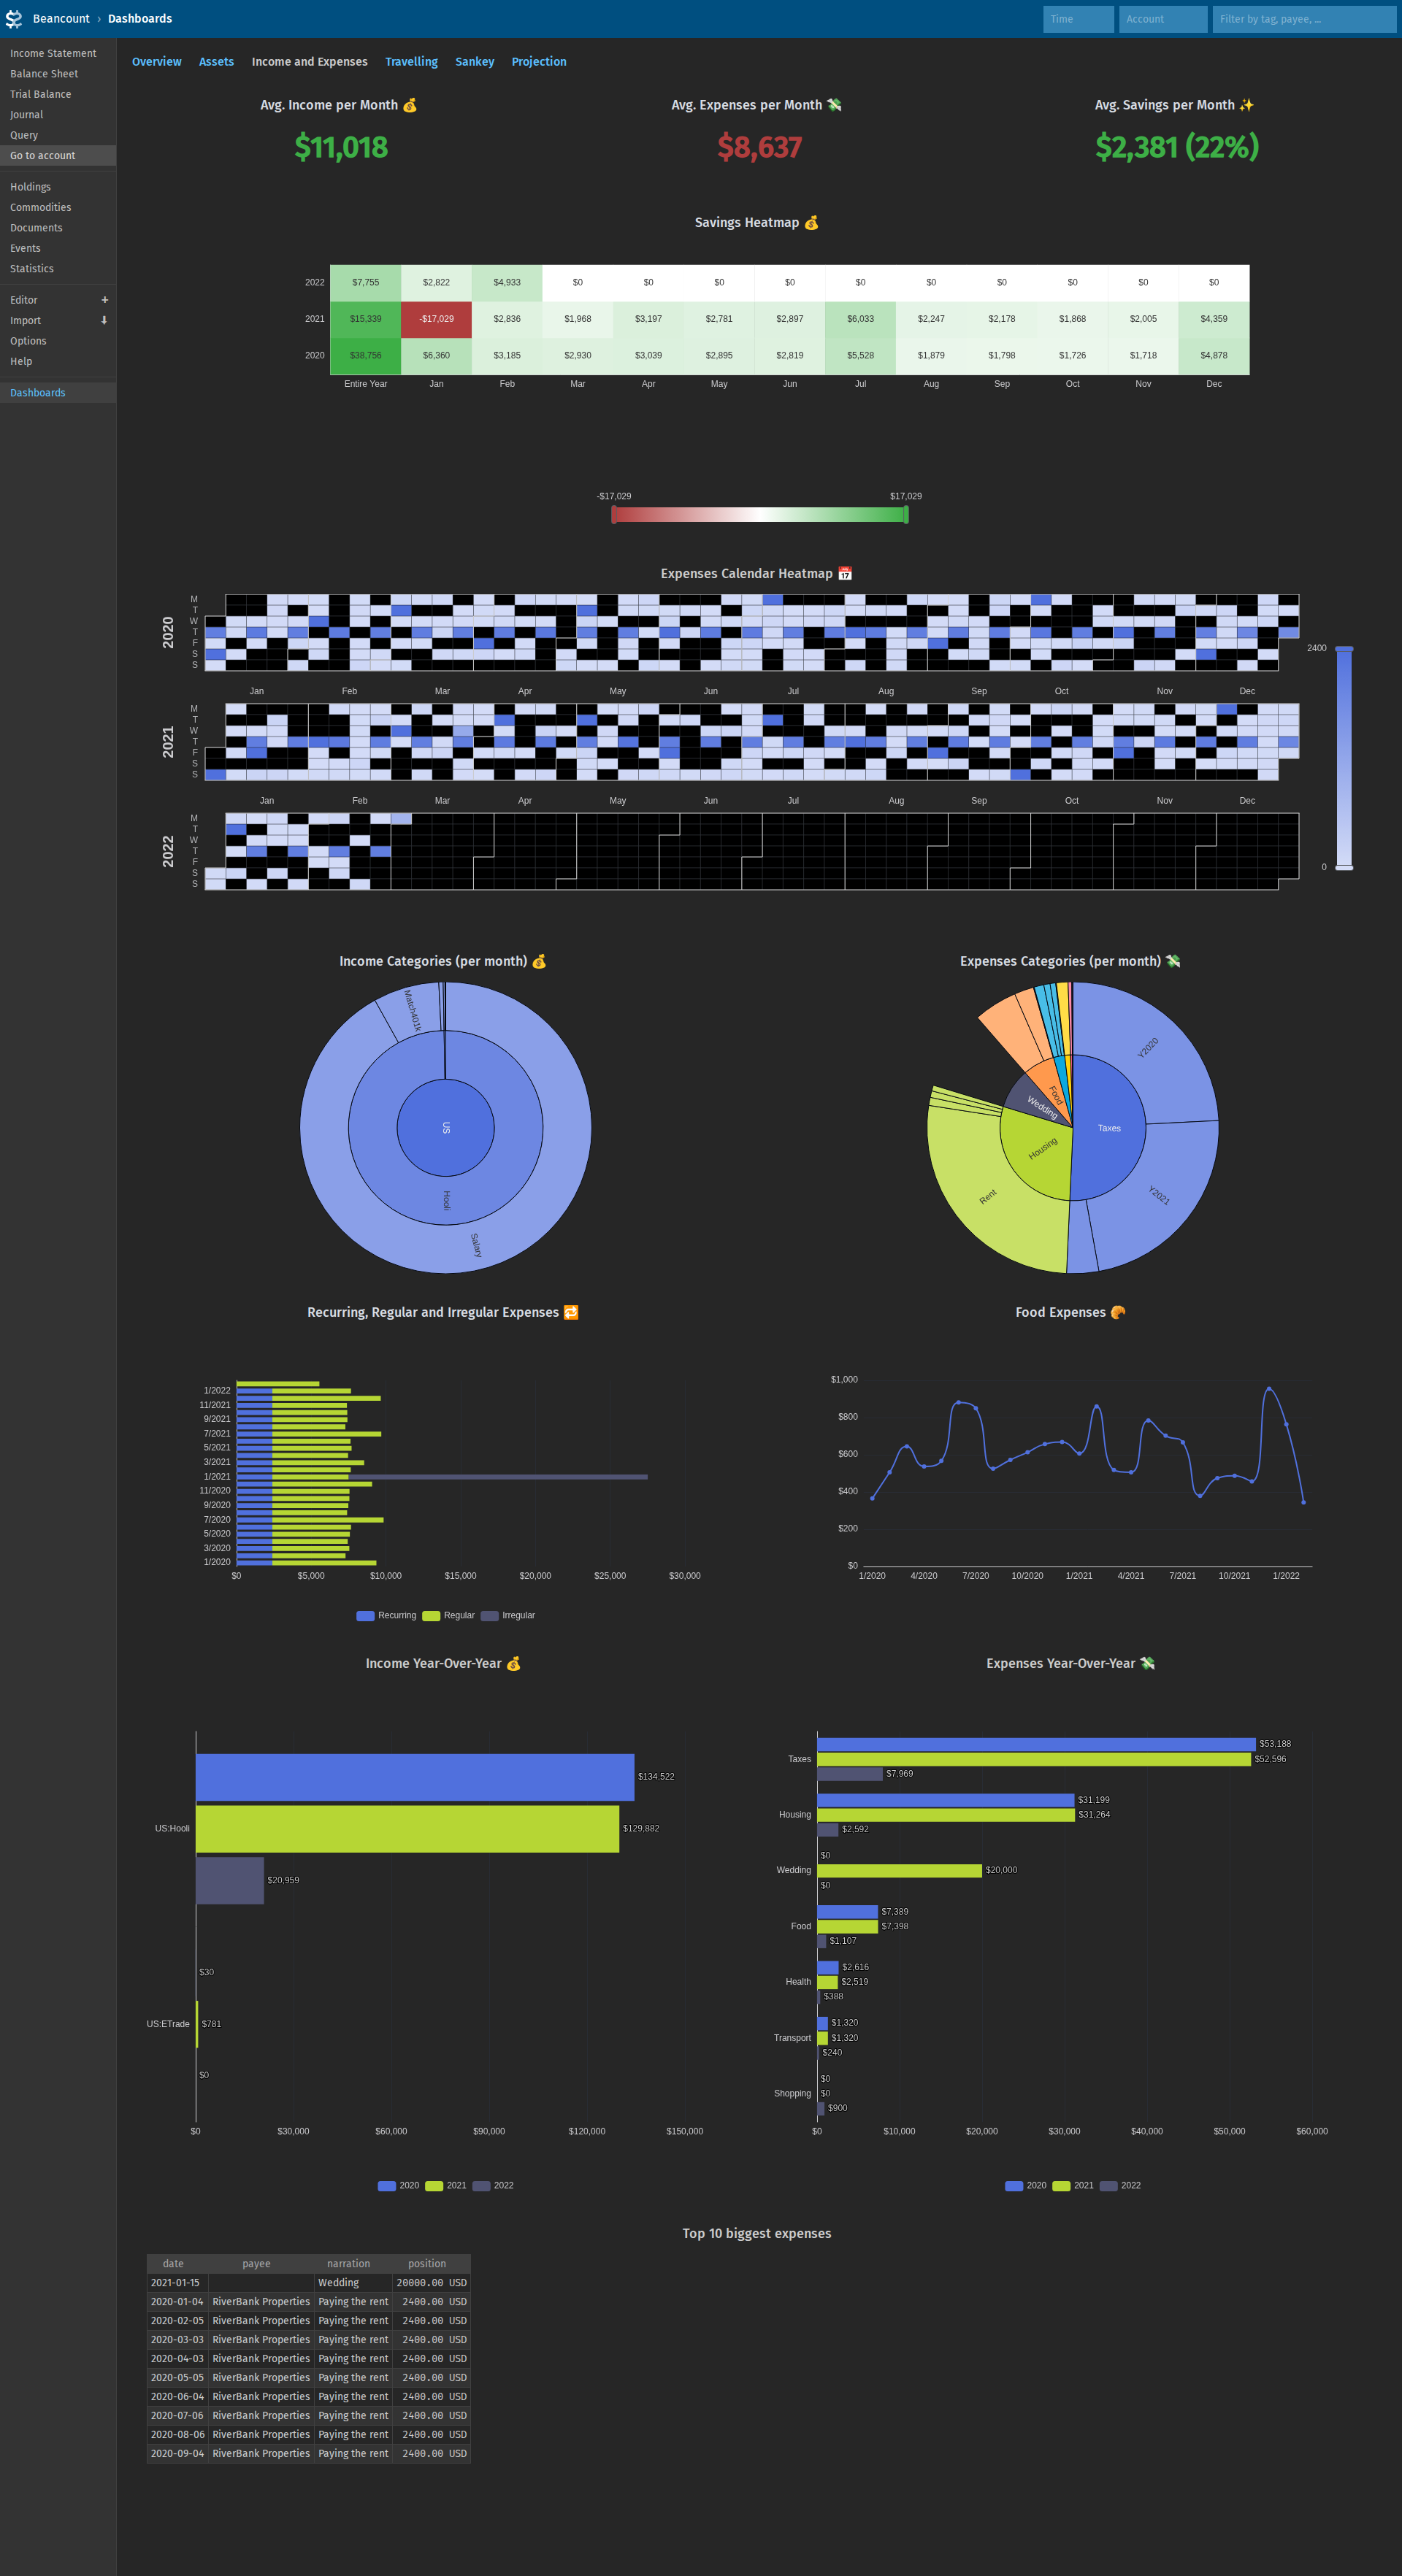 Beancount › Dashboards
Time
Account
Filter by tag, payee, ...
Income Statement
Balance Sheet
Trial Balance
Journal
Query
Go to account
Holdings
Commodities
Documents
Events
Statistics
Editor +
Import
Options
Help
Dashboards
Overview Assets Income and Expenses Travelling Sankey Projection
Avg. Income per Month 💰
$11,018
Avg. Expenses per Month 💸
$8,637
Avg. Savings per Month ✨
$2,381 (22%)
Savings Heatmap 💰
2022 $7,755 $2,822 $4,933 $0 $0 $0 $0 $0 $0 $0 $0 $0 $0
2021 $15,339 -$17,029 $2,836 $1,968 $3,197 $2,781 $2,897 $6,033 $2,247 $2,178 $1,868 $2,005 $4,359
2020 $38,756 $6,360 $3,185 $2,930 $3,039 $2,895 $2,819 $5,528 $1,879 $1,798 $1,726 $1,718 $4,878
Entire Year Jan Feb Mar Apr May Jun Jul Aug Sep Oct Nov Dec
-$17,029 $17,029
Expenses Calendar Heatmap 📅
2020
M
T
W
T
F
S
S
Jan Feb Mar Apr May Jun Jul Aug Sep Oct Nov Dec
2021
M
T
W
T
F
S
S
Jan Feb Mar Apr May Jun Jul Aug Sep Oct Nov Dec
2022
M
T
W
T
F
S
S
2400
0
Income Categories (per month) 💰
Match401k
US
Hooli
Salary
Expenses Categories (per month) 💸
Y2020
Food
Wedding
Taxes
Housing
Y2021
Rent
Recurring, Regular and Irregular Expenses 🔁
1/2022
11/2021
9/2021
7/2021
5/2021
3/2021
1/2021
11/2020
9/2020
7/2020
5/2020
3/2020
1/2020
$0 $5,000 $10,000 $15,000 $20,000 $25,000 $30,000
Recurring Regular Irregular
Food Expenses 🥐
$1,000
$800
$600
$400
$200
$0
1/2020 4/2020 7/2020 10/2020 1/2021 4/2021 7/2021 10/2021 1/2022
Income Year-Over-Year 💰
$134,522
US:Hooli $129,882
$20,959
$30
US:ETrade $781
$0
$0 $30,000 $60,000 $90,000 $120,000 $150,000
2020 2021 2022
Expenses Year-Over-Year 💸
$53,188
Taxes $52,596
$7,969
$31,199
Housing $31,264
$2,592
$0
Wedding $20,000
$0
$7,389
Food $7,398
$1,107
$2,616
Health $2,519
$388
$1,320
Transport $1,320
$240
$0
Shopping $0
$900
$0 $10,000 $20,000 $30,000 $40,000 $50,000 $60,000
2020 2021 2022
Top 10 biggest expenses
date payee narration position
2021-01-15 Wedding 20000.00 USD
2020-01-04 RiverBank Properties Paying the rent 2400.00 USD
2020-02-05 RiverBank Properties Paying the rent 2400.00 USD
2020-03-03 RiverBank Properties Paying the rent 2400.00 USD
2020-04-03 RiverBank Properties Paying the rent 2400.00 USD
2020-05-05 RiverBank Properties Paying the rent 2400.00 USD
2020-06-04 RiverBank Properties Paying the rent 2400.00 USD
2020-07-06 RiverBank Properties Paying the rent 2400.00 USD
2020-08-06 RiverBank Properties Paying the rent 2400.00 USD
2020-09-04 RiverBank Properties Paying the rent 2400.00 USD